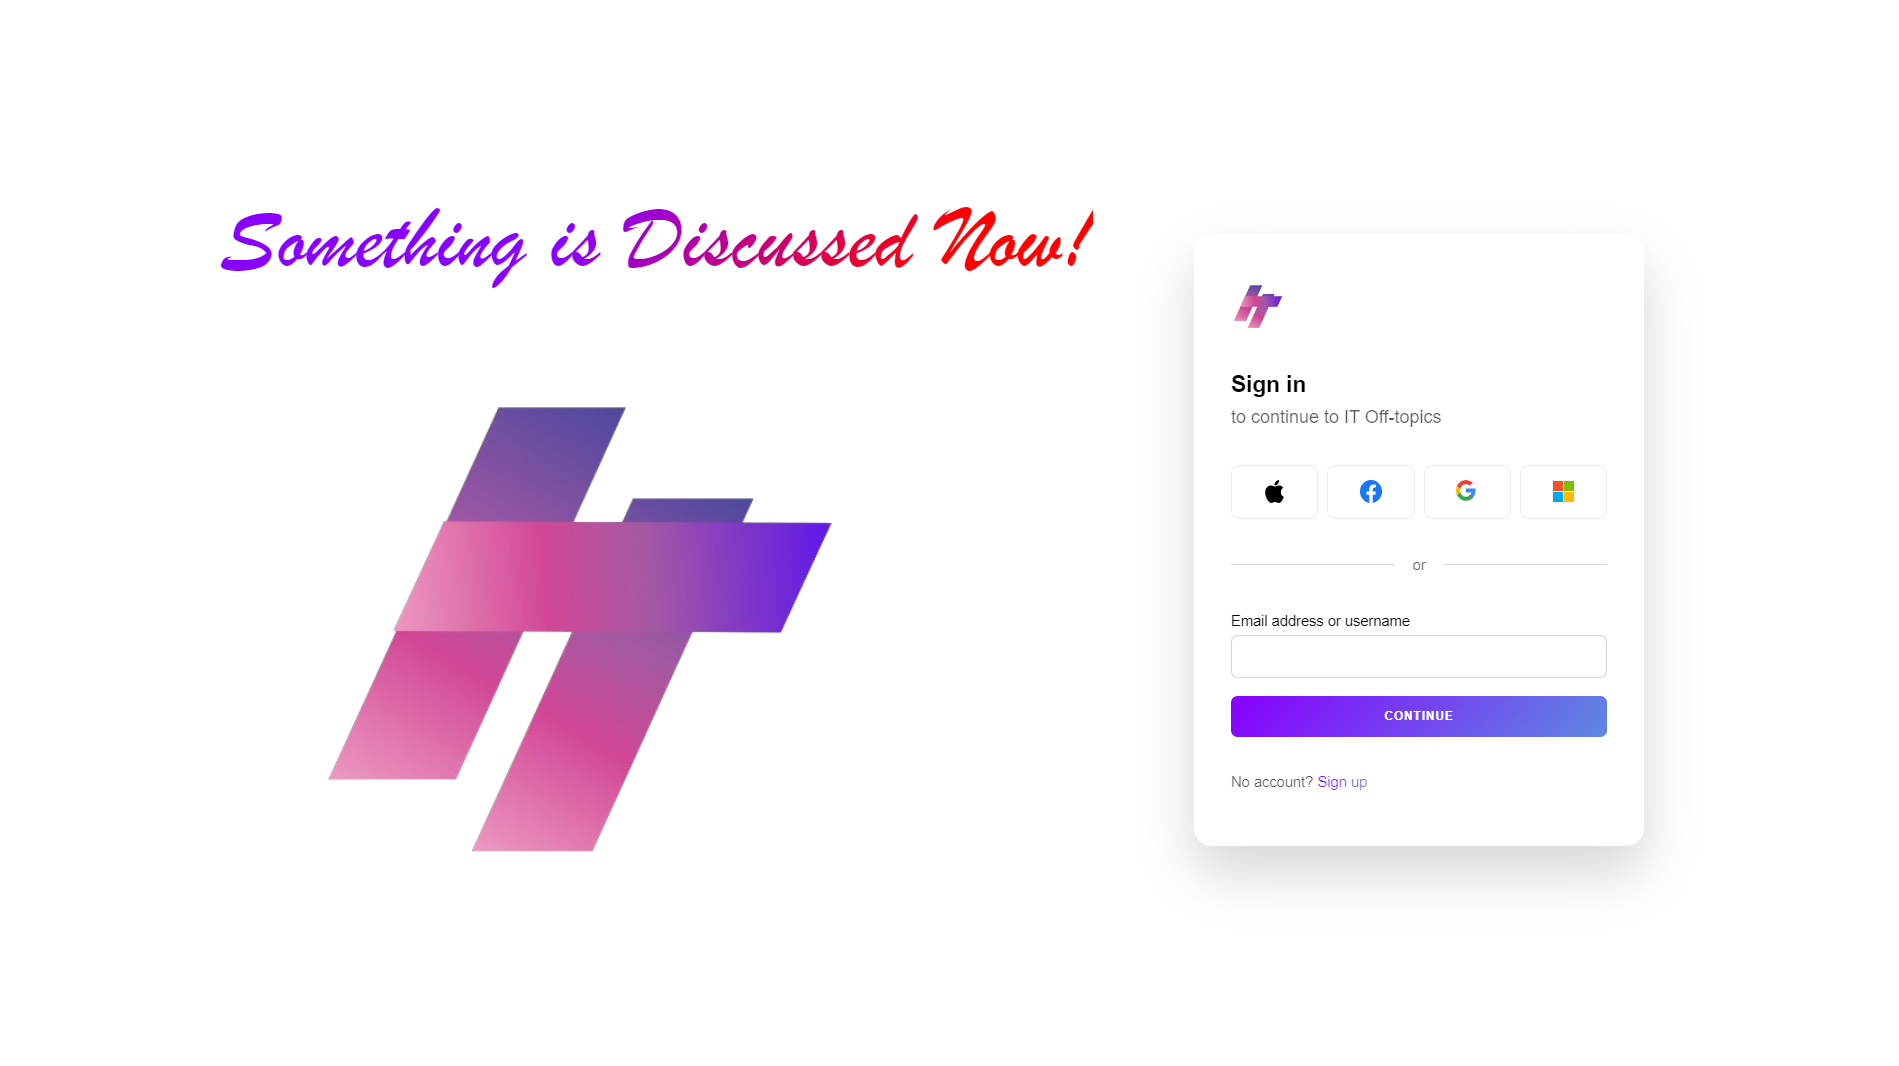 Something is Discussed Now!
Sign in
to continue to IT Off-topics
or
Email address or username
CONTINUE
No account? Sign up